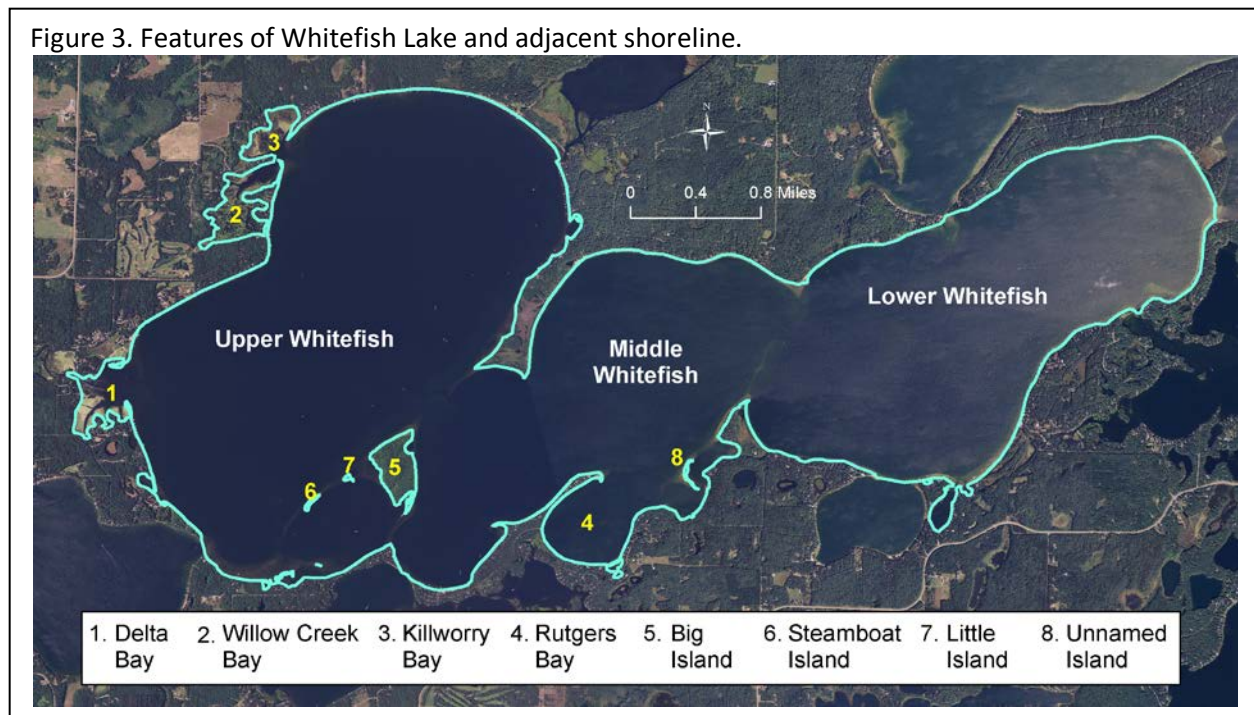 Figure 3. Features of Whitefish Lake and adjacent shoreline.
3
N
0 0.4 0.8 Miles
2
Lower Whitefish
Upper Whitefish
Middle
Whitefish
1
8
7
5
6
4
1. Delta
Bay
2. Willow Creek
Bay
3. Killworry
Bay
4. Rutgers
Bay
5. Big
Island
6. Steamboat
Island
7. Little
Island
8. Unnamed
Island